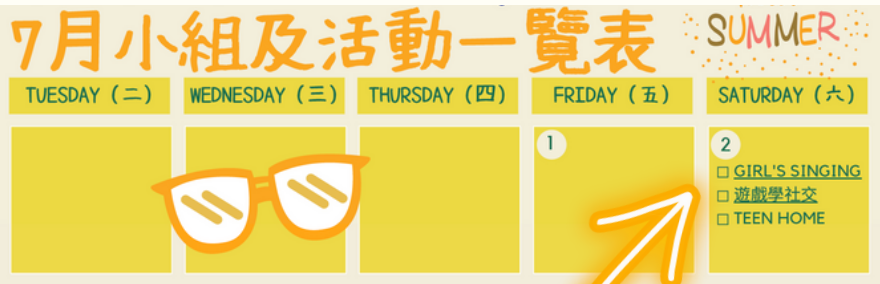 7月小組及活動一覽表
SUMMER
TUESDAY (二)
WEDNESDAY (三)
THURSDAY (四)
FRIDAY (五)
SATURDAY (六)
1
2
GIRL'S SINGING
遊戲學社交
TEEN HOME